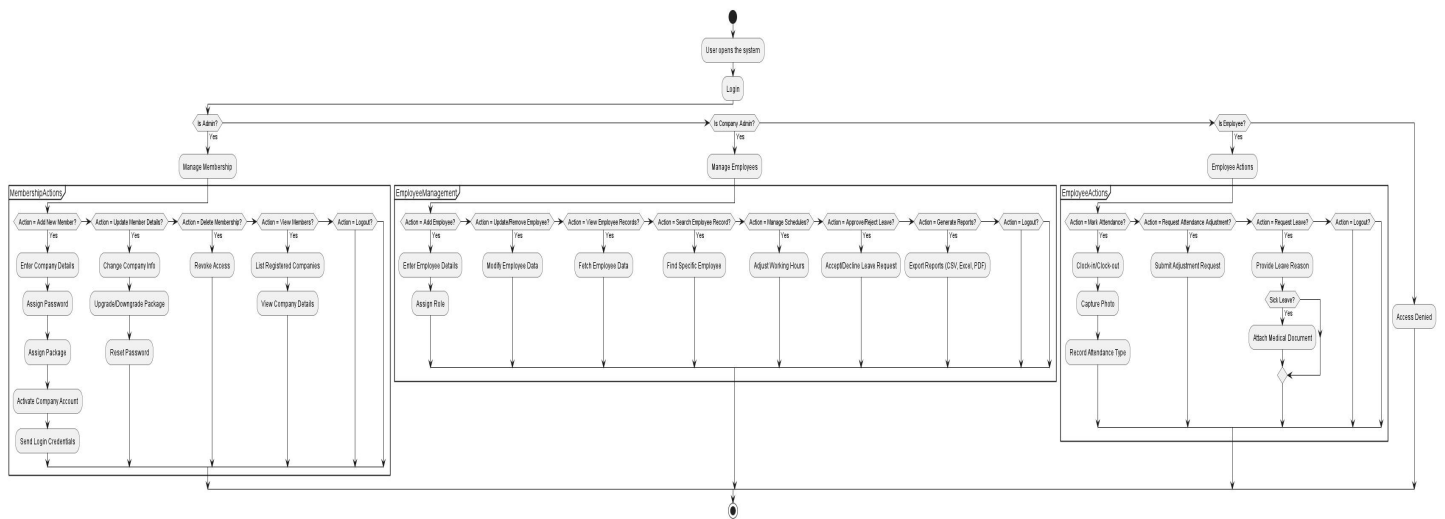 User opens the system
Login
Is Admin?
Yes
Is Company Admin?
Yes
Is Employee?
Yes
Manage Membership
Manage Employees
Employee Actions
MembershipActions
Action = Add New Member?
Yes
Action = Update Member Details?
Yes
Action = Delete Membership?
Yes
Action = View Members?
Yes
Action = Logout?
Enter Company Details
Assign Password
Assign Package
Activate Company Account
Send Login Credentials
Change Company Info
Upgrade/Downgrade Package
Reset Password
Revoke Access
List Registered Companies
View Company Details
EmployeeManagement
Action = Add Employee?
Yes
Action = Update/Remove Employee?
Yes
Action = View Employee Records?
Yes
Action = Search Employee Record?
Yes
Action = Manage Schedules?
Yes
Action = Approve/Reject Leave?
Yes
Action = Generate Reports?
Yes
Action = Logout?
Enter Employee Details
Assign Role
Modify Employee Data
Fetch Employee Data
Find Specific Employee
Adjust Working Hours
Accept/Decline Leave Request
Export Reports (CSV, Excel, PDF)
EmployeeActions
Action = Mark Attendance?
Yes
Action = Request Attendance Adjustment?
Yes
Action = Request Leave?
Yes
Action = Logout?
Clock-in/Clock-out
Capture Photo
Record Attendance Type
Submit Adjustment Request
Provide Leave Reason
Sick Leave?
Yes
Attach Medical Document
Access Denied